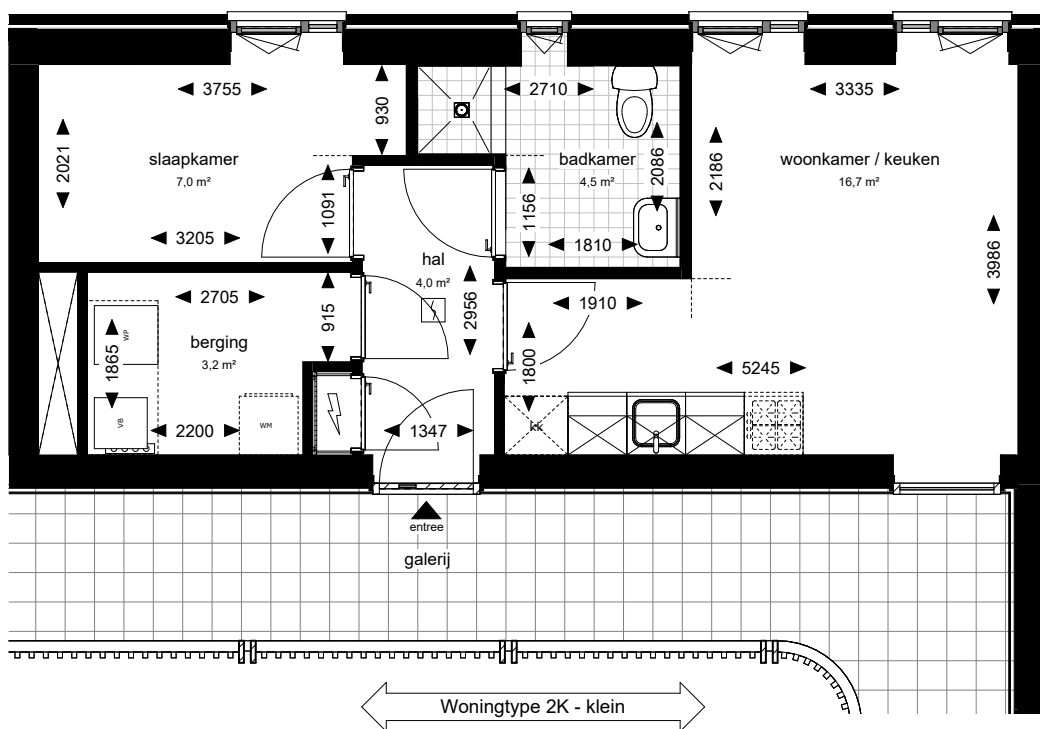 3755
930
2710
3335
2021
slaapkamer
7,0 m²
badkamer
4,5 m²
2086
2186
woonkamer / keuken
16,7 m²
1091
1156
3205
1810
3986
hal
4,0 m²
2705
915
2956
1910
WP
1865
berging
3,2 m²
1800
5245
VB
2200
WM
1347
kk
entree
galerij
Woningtype 2K - klein